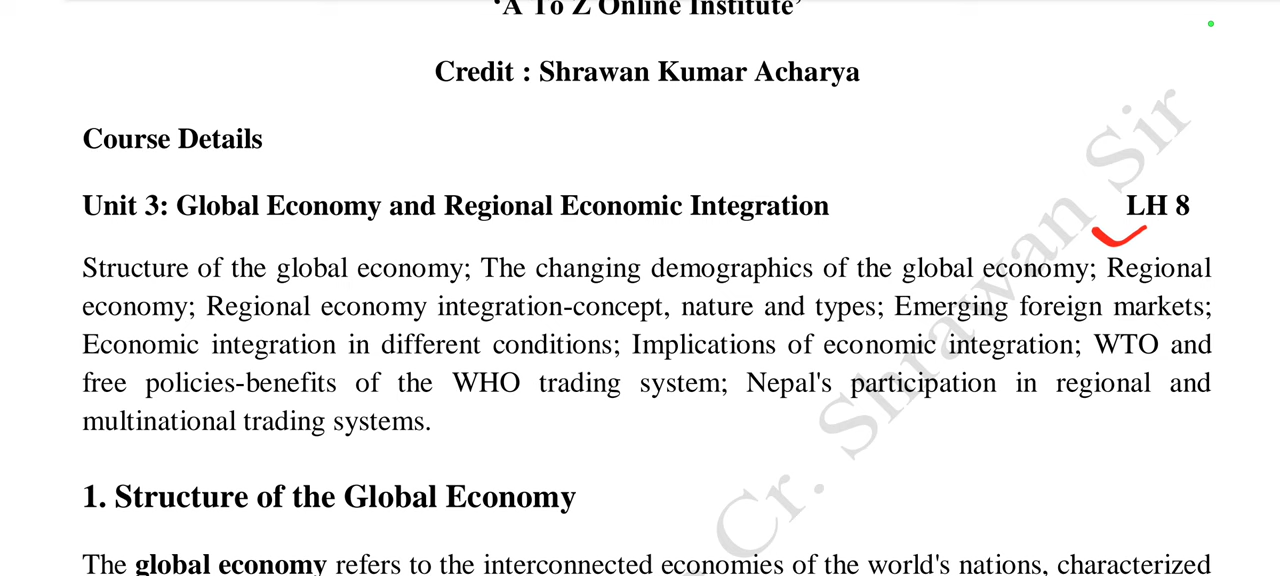 ‘A To Z Online Institute’
Credit : Shrawan Kumar Acharya
Course Details
Unit 3: Global Economy and Regional Economic Integration LH 8
Structure of the global economy; The changing demographics of the global economy; Regional
economy; Regional economy integration-concept, nature and types; Emerging foreign markets;
Economic integration in different conditions; Implications of economic integration; WTO and
free policies-benefits of the WHO trading system; Nepal's participation in regional and
multinational trading systems.
1. Structure of the Global Economy
The global economy refers to the interconnected economies of the world's nations, characterized
Cr. Shrawan Sir